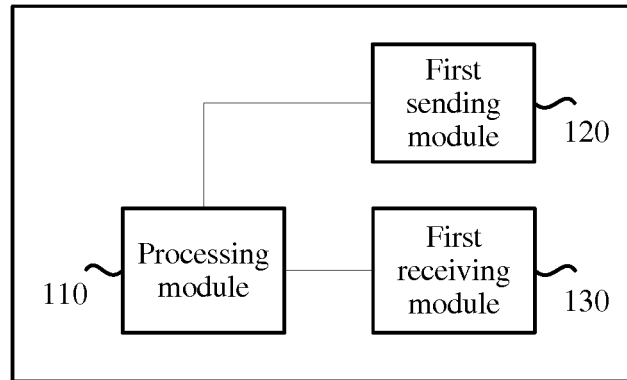 First
sending
module
120
Processing
module
110
First
receiving
module
130